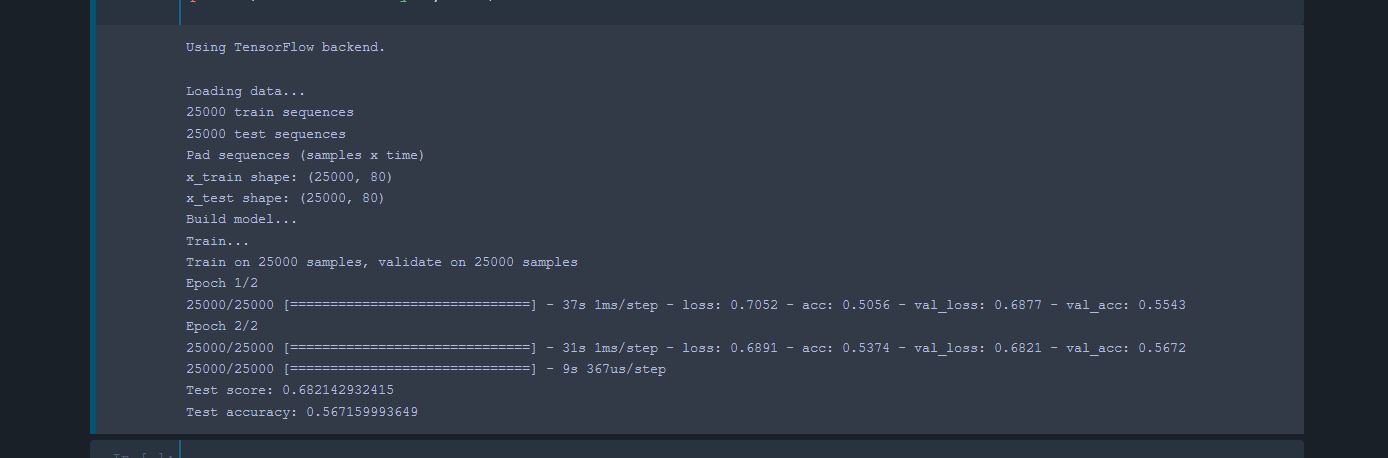 Using TensorFlow backend.
Loading data...
25000 train sequences
25000 test sequences
Pad sequences (samples x time)
x_train shape: (25000, 80)
x_test shape: (25000, 80)
Build model...
Train...
Train on 25000 samples, validate on 25000 samples
Epoch 1/2
25000/25000 [==============================] - 37s 1ms/step - loss: 0.7052 - acc: 0.5056 - val_loss: 0.6877 - val_acc: 0.5543
Epoch 2/2
25000/25000 [==============================] - 31s 1ms/step - loss: 0.6891 - acc: 0.5374 - val_loss: 0.6821 - val_acc: 0.5672
25000/25000 [==============================] - 9s 367us/step
Test score: 0.682142932415
Test accuracy: 0.567159993649